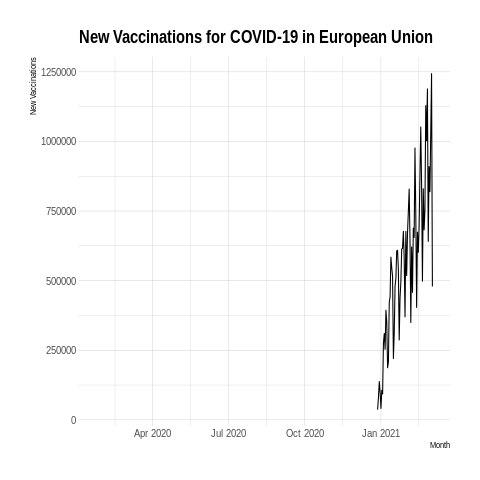 New Vaccinations for COVID-19 in European Union
New Vaccinations
1250000
1000000
750000
500000
250000
0
Apr 2020 Jul 2020 Oct 2020 Jan 2021
Month